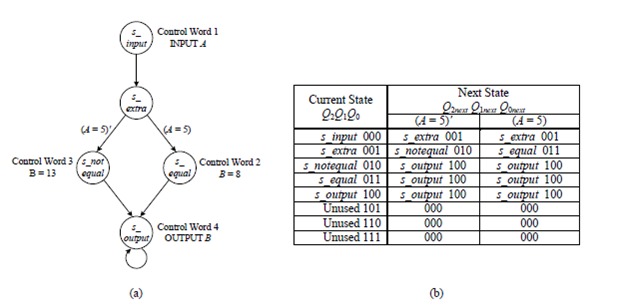 s_
input
Control Word 1
INPUT A
s_
extra
(A = 5)'
(A = 5)
Control Word 3
B = 13
s_not
equal
s_
equal
Control Word 2
B = 8
s_
output
Control Word 4
OUTPUT B
(a)
Current State
Q2Q1Q0
Next State
Q2next Q1next Q0next
(A = 5)' (A = 5)
s_input 000 s_extra 001 s_extra 001
s_extra 001 s_notequal 010 s_equal 011
s_notequal 010 s_output 100 s_output 100
s_equal 011 s_output 100 s_output 100
s_output 100 s_output 100 s_output 100
Unused 101 000 000
Unused 110 000 000
Unused 111 000 000
(b)